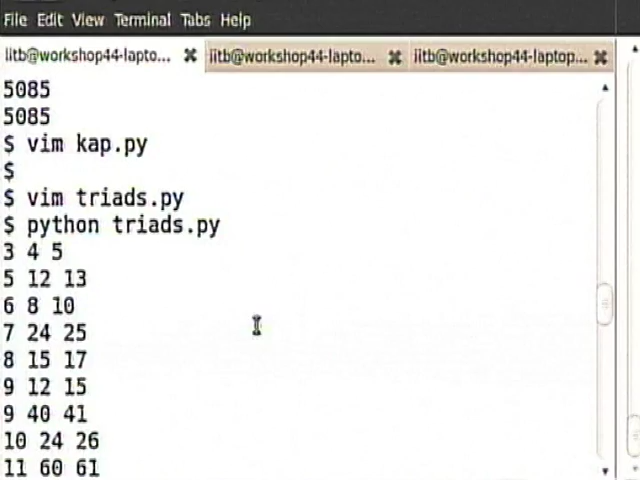 File Edit View Terminal Tabs Help
iitb@workshop44-lapto... iitb@workshop44-lapto... iitb@workshop44-laptop...
5085
5085
$ vim kap.py
$
$ vim triads.py
$ python triads.py
3 4 5
5 12 13
6 8 10
7 24 25
8 15 17
9 12 15
9 40 41
10 24 26
11 60 61